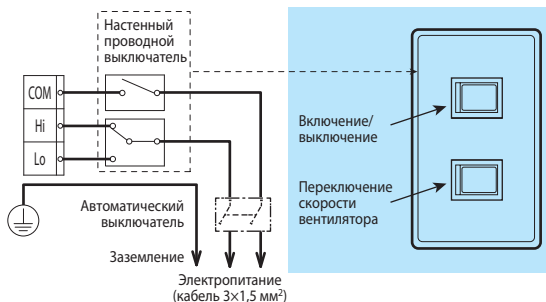 Настенный
проводной
выключатель
COM
Hi
Lo
Автоматический
выключатель
Заземление
Электропитание
(кабель 3×1,5 мм²)
Включение/
выключение
Переключение
скорости
вентилятора